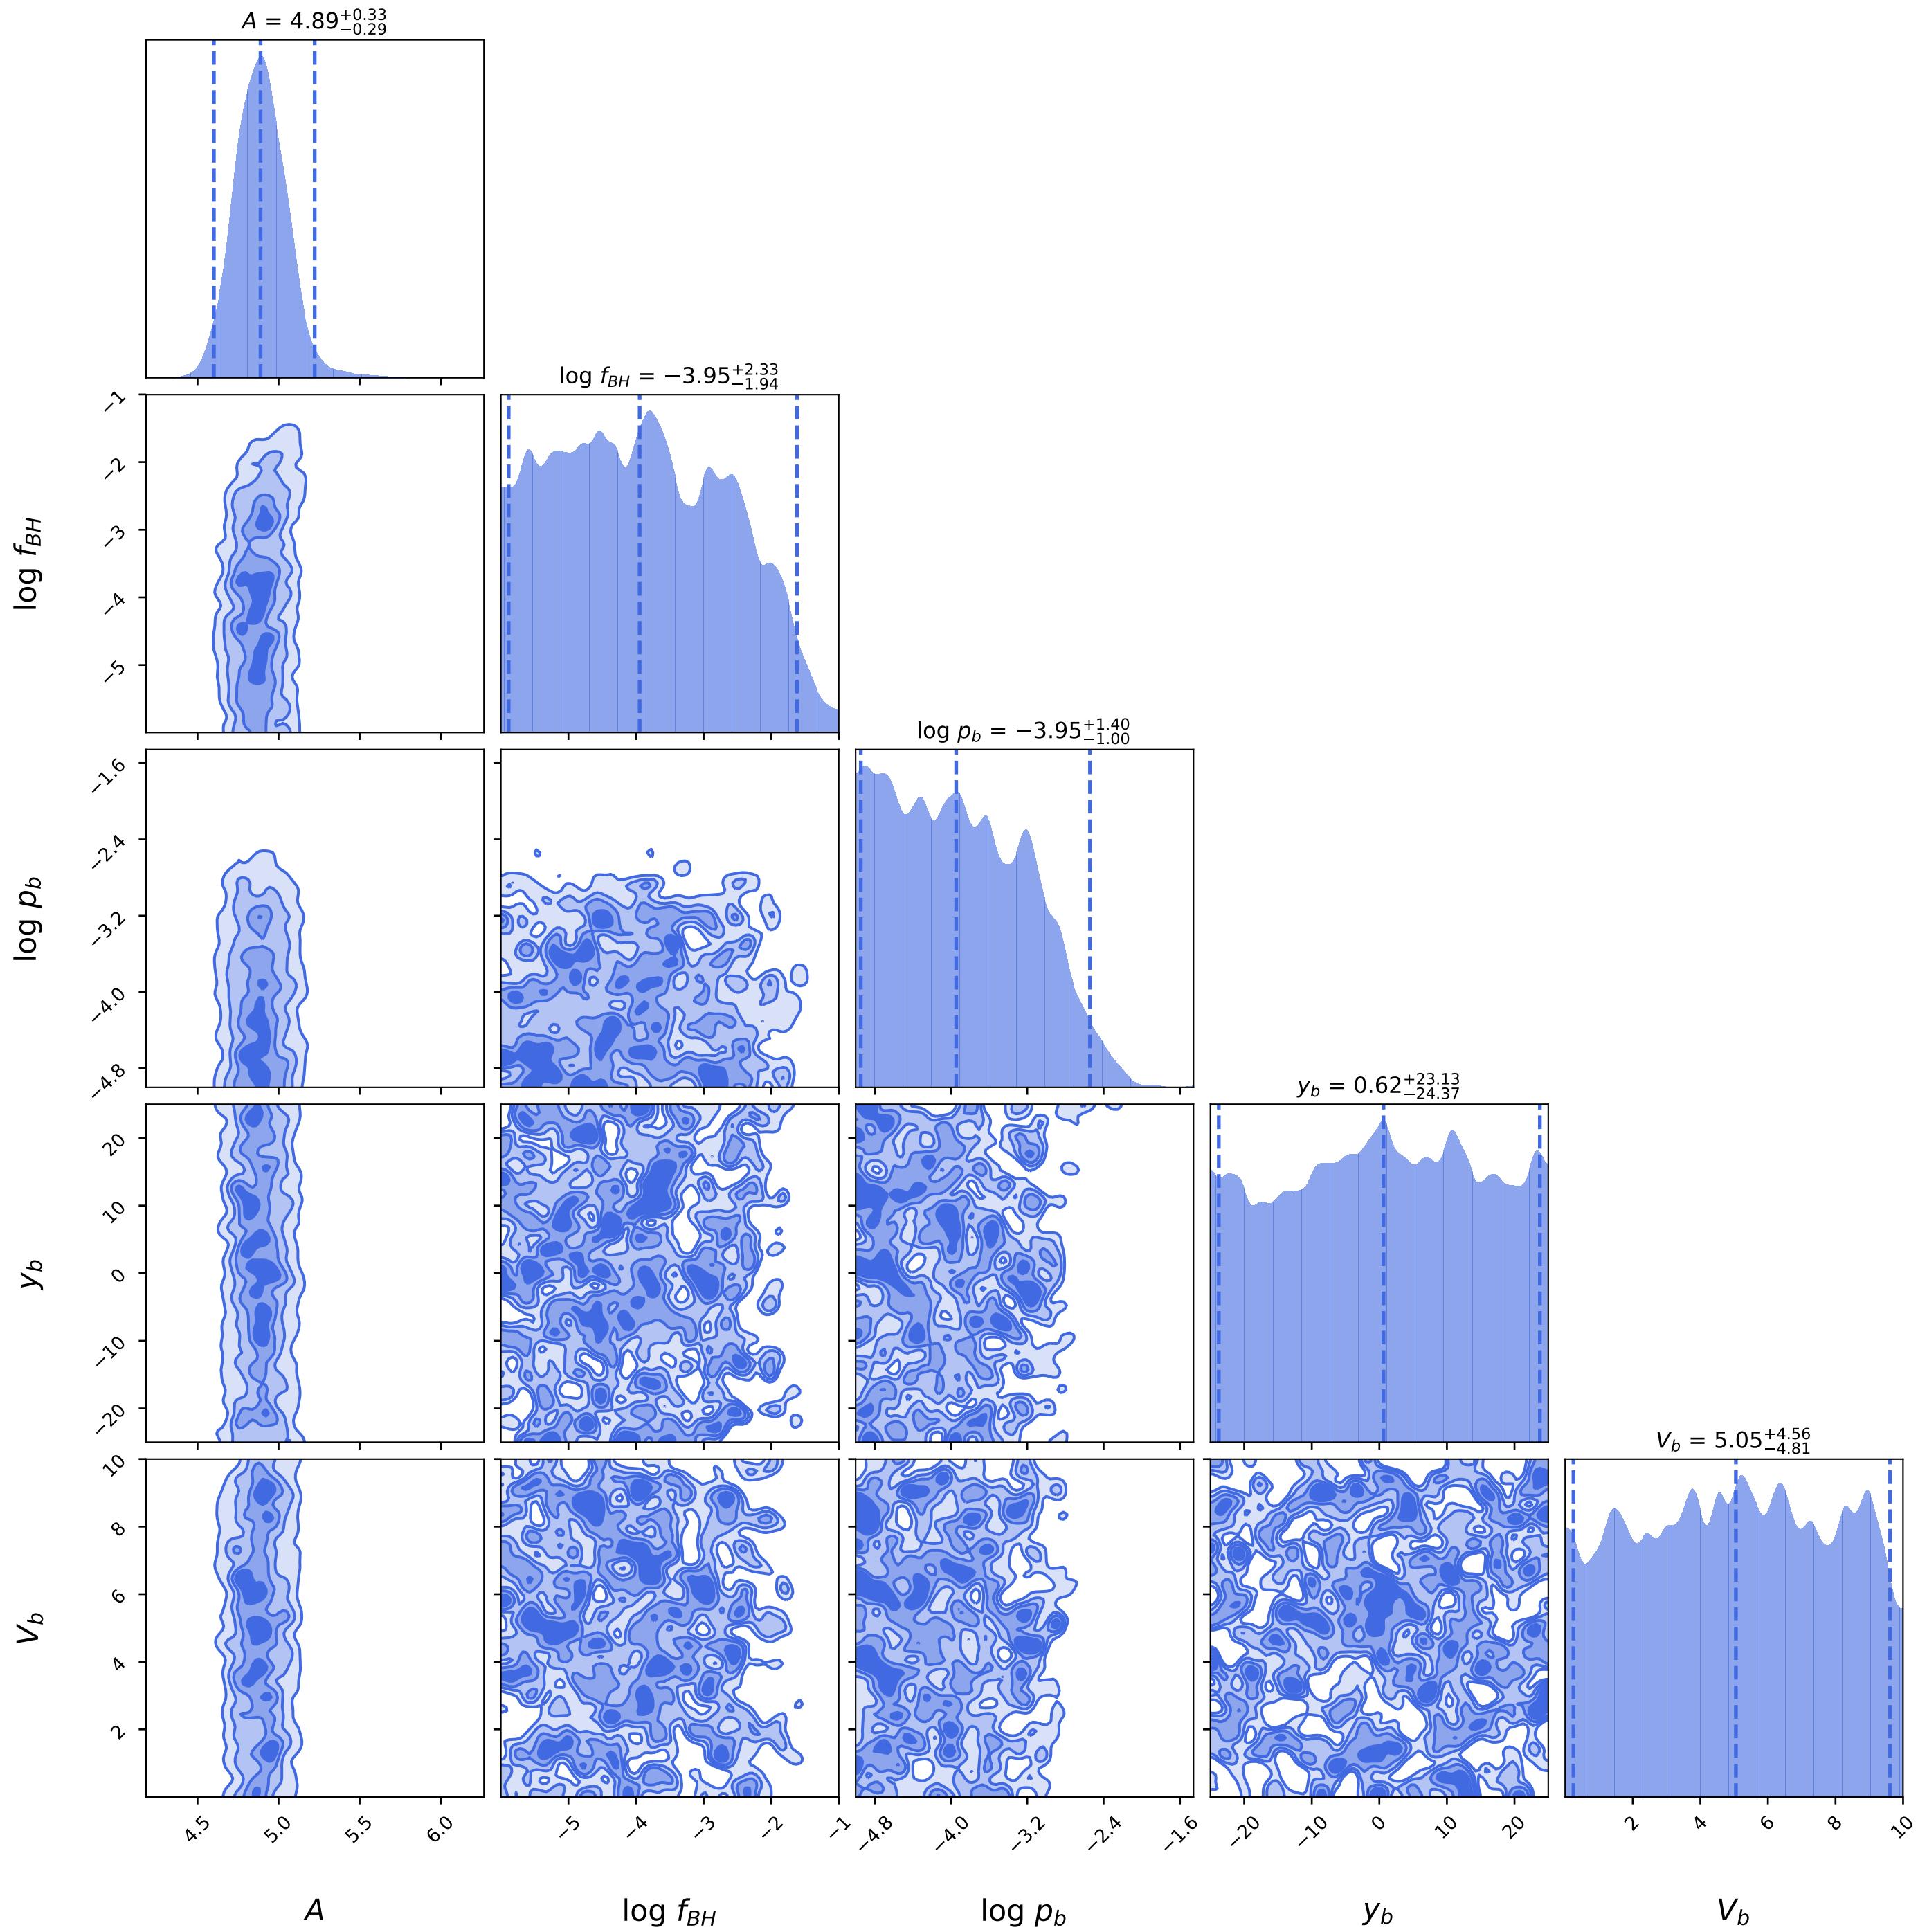 A = 4.89^{+0.33}_{−0.29}
log f_{BH} = −3.95^{+2.33}_{−1.94}
−1
−2
−3
−4
−5
log f_{BH}
log p_b = −3.95^{+1.40}_{−1.00}
−1.6
−2.4
−3.2
−4.0
−4.8
log p_b
y_b = 0.62^{+23.13}_{−24.37}
20
10
0
−10
−20
y_b
V_b = 5.05^{+4.56}_{−4.81}
10
8
6
4
2
V_b
4.5 5.0 5.5 6.0 −5 −4 −3 −2 −1 −4.8 −4.0 −3.2 −2.4 −1.6 −20 −10 0 10 20 2 4 6 8 10
A log f_{BH} log p_b y_b V_b